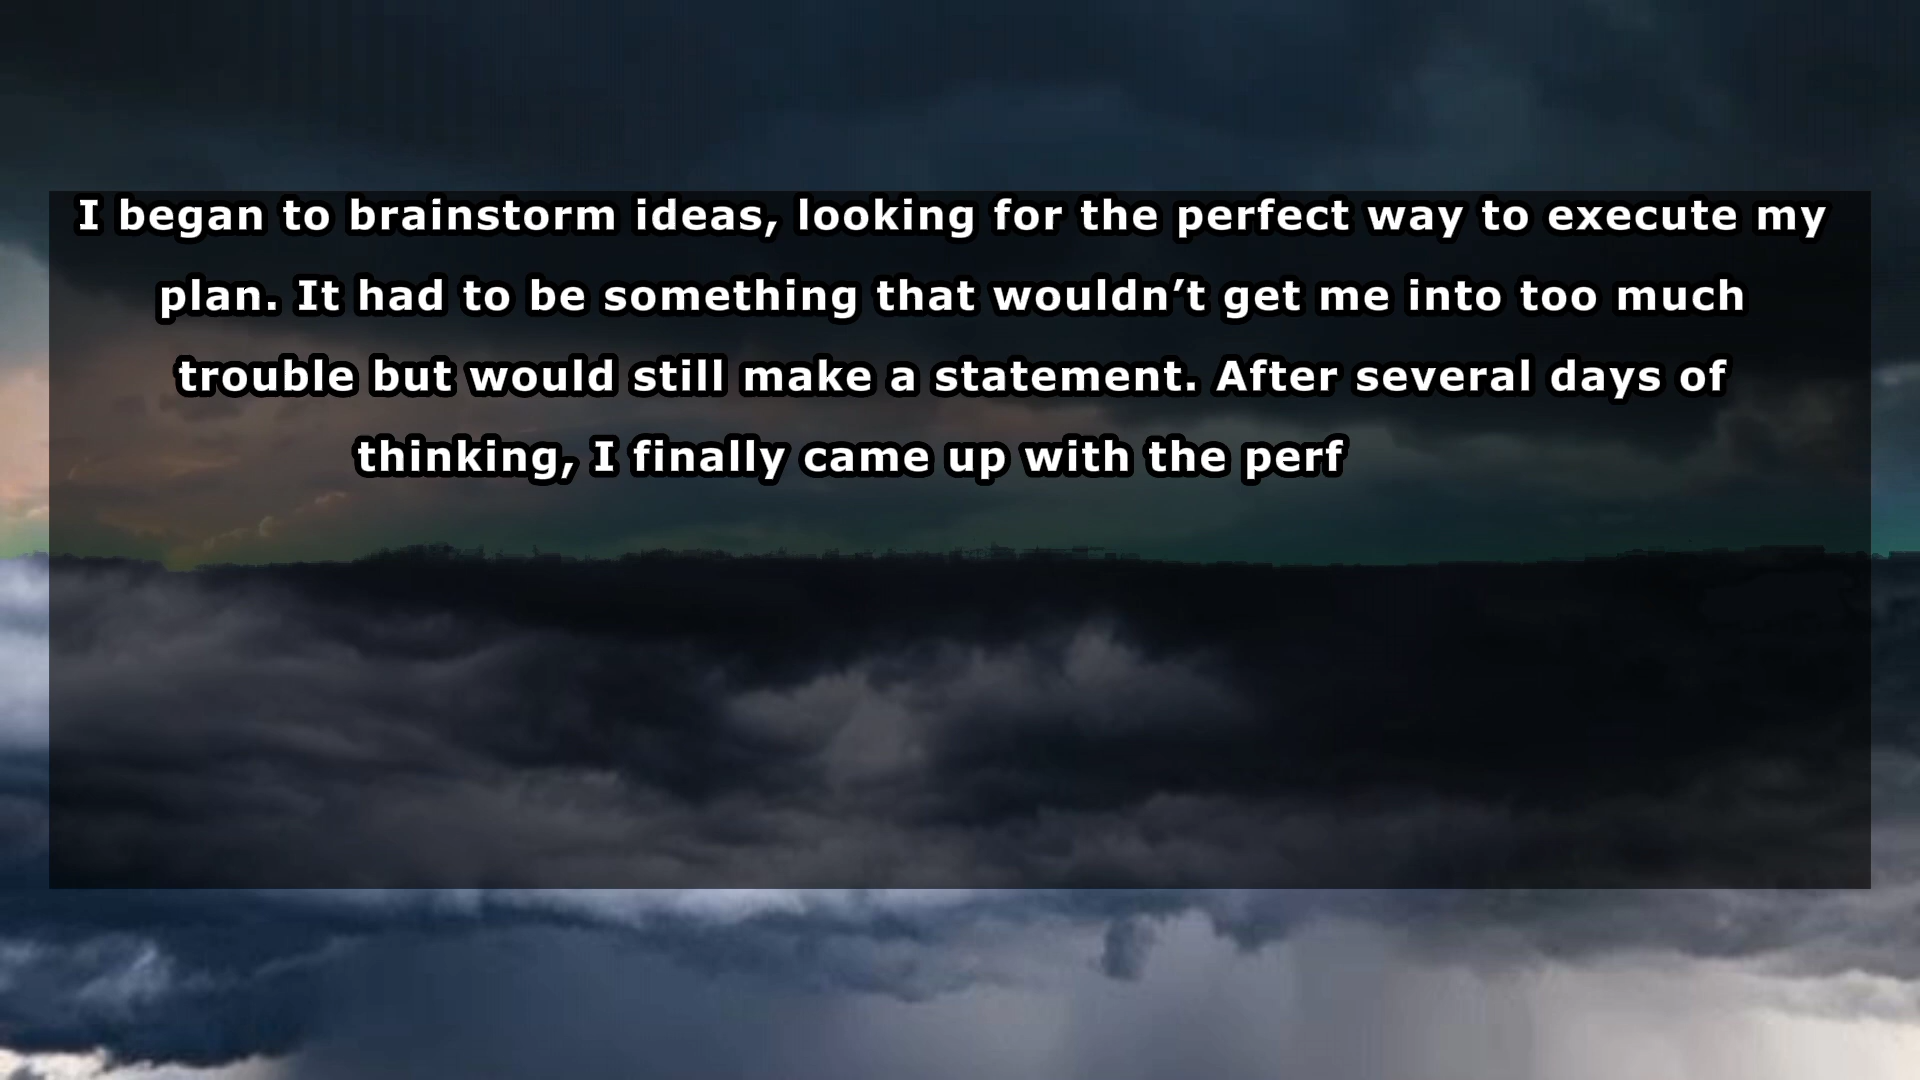 I began to brainstorm ideas, looking for the perfect way to execute my
plan. It had to be something that wouldn’t get me into too much
trouble but would still make a statement. After several days of
thinking, I finally came up with the perf